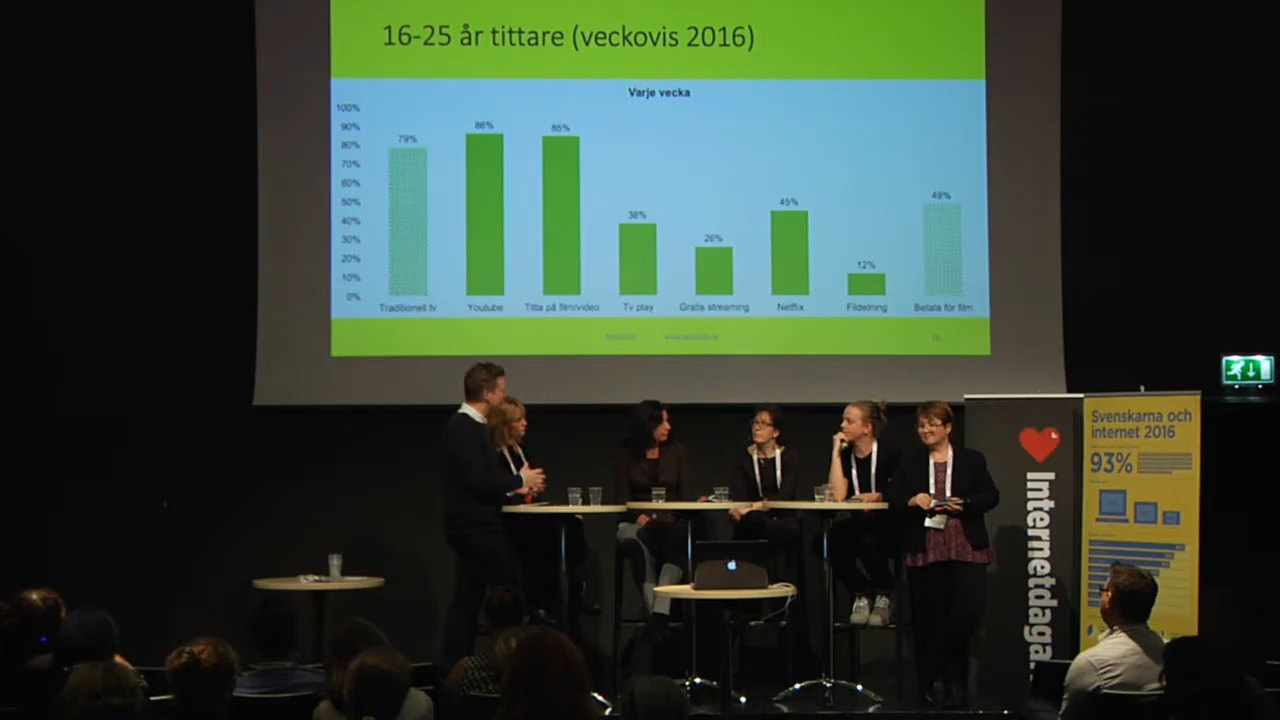 16-25 år tittare (veckovis 2016)
Varje vecka
100%
90%
80%
70%
60%
50%
40%
30%
20%
10%
0%
79%
86%
85%
38%
26%
45%
12%
49%
Traditionell tv
Youtube
Titta på film/video
Tv play
Gratis streaming
Netflix
Fildelning
Betala för film
14
Internetdaga
Svenskarna och
internet 2016
93%